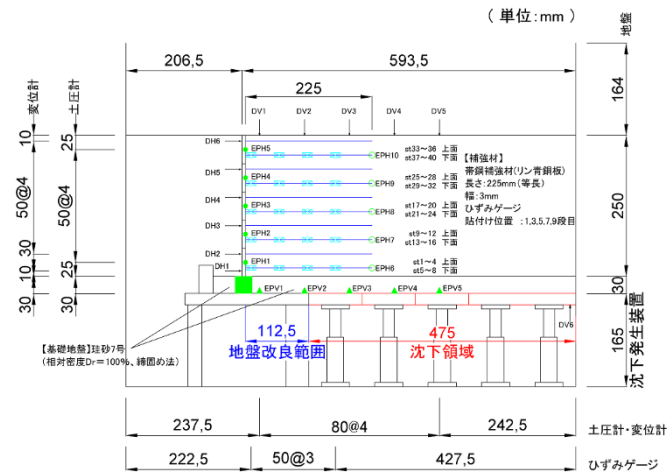 （単位:mm）
地盤
206,5
593,5
164
225
変位計
土圧計
DV1
DV2
DV3
DV4
DV5
10
25
DH6
EPH5
EPH10
st33～36 上面
st37～40 下面
【補強材】
帯鋼補強材(リン青銅板)
長さ:225mm(等長)
幅:3mm
ひずみゲージ
貼付け位置 :1,3,5,7,9段目
DH5
EPH4
EPH9
st25～28 上面
st29～32 下面
50@4
50@4
DH4
EPH3
EPH8
st17～20 上面
st21～24 下面
250
DH3
EPH2
EPH7
st9～12 上面
st13～16 下面
DH2
30
10
25
DH1
EPH1
EPH6
st1～4 上面
st5～8 下面
30
30
30
EPV1
EPV2
EPV3
EPV4
EPV5
DV6
165
沈下発生装置
【基礎地盤】珪砂7号
(相対密度Dr=100%、締固め法)
112,5
地盤改良範囲
475
沈下領域
237,5
80@4
242,5
土圧計・変位計
222,5
50@3
427,5
ひずみゲージ